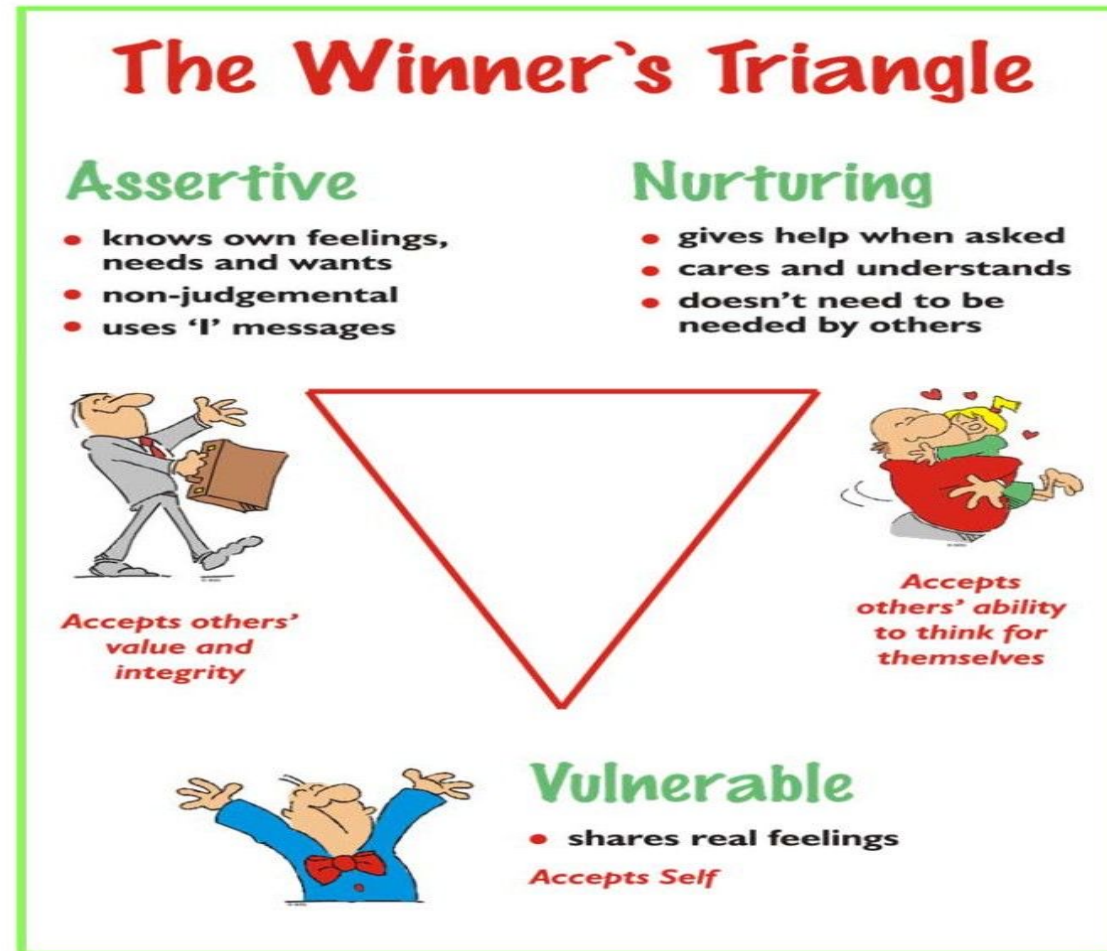 The Winner`s Triangle
Assertive
• knows own feelings,
needs and wants
• non-judgemental
• uses ‘I’ messages
Nurturing
• gives help when asked
• cares and understands
• doesn’t need to be
needed by others
Accepts others’
value and
integrity
Accepts
others’ ability
to think for
themselves
Vulnerable
• shares real feelings
Accepts Self